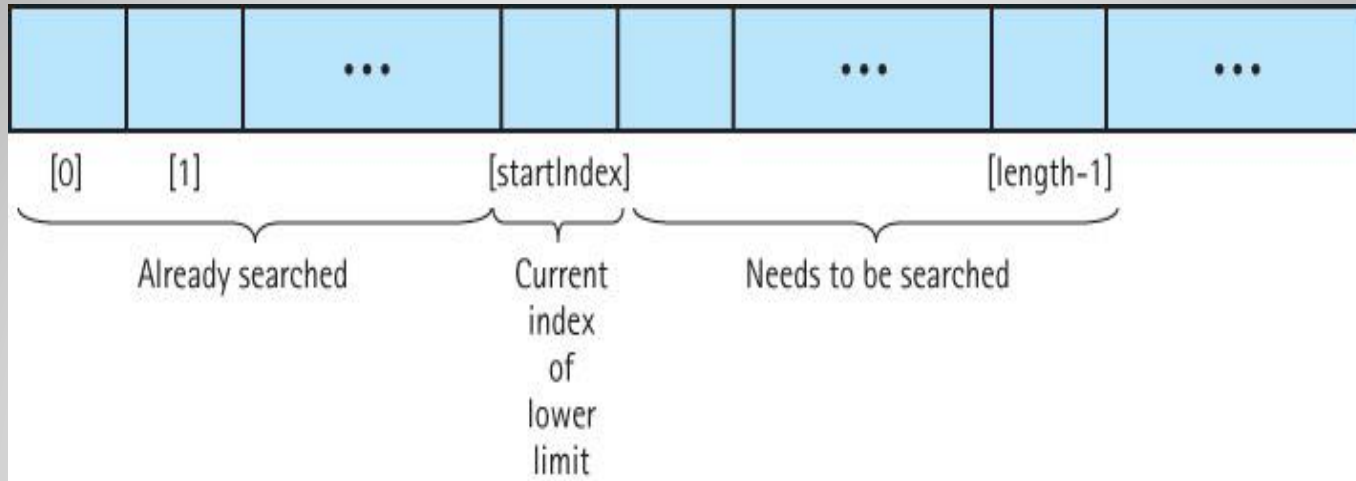 ... ... ...
[0] [1] [startIndex] [length-1]
Already searched Current Needs to be searched
index
of
lower
limit